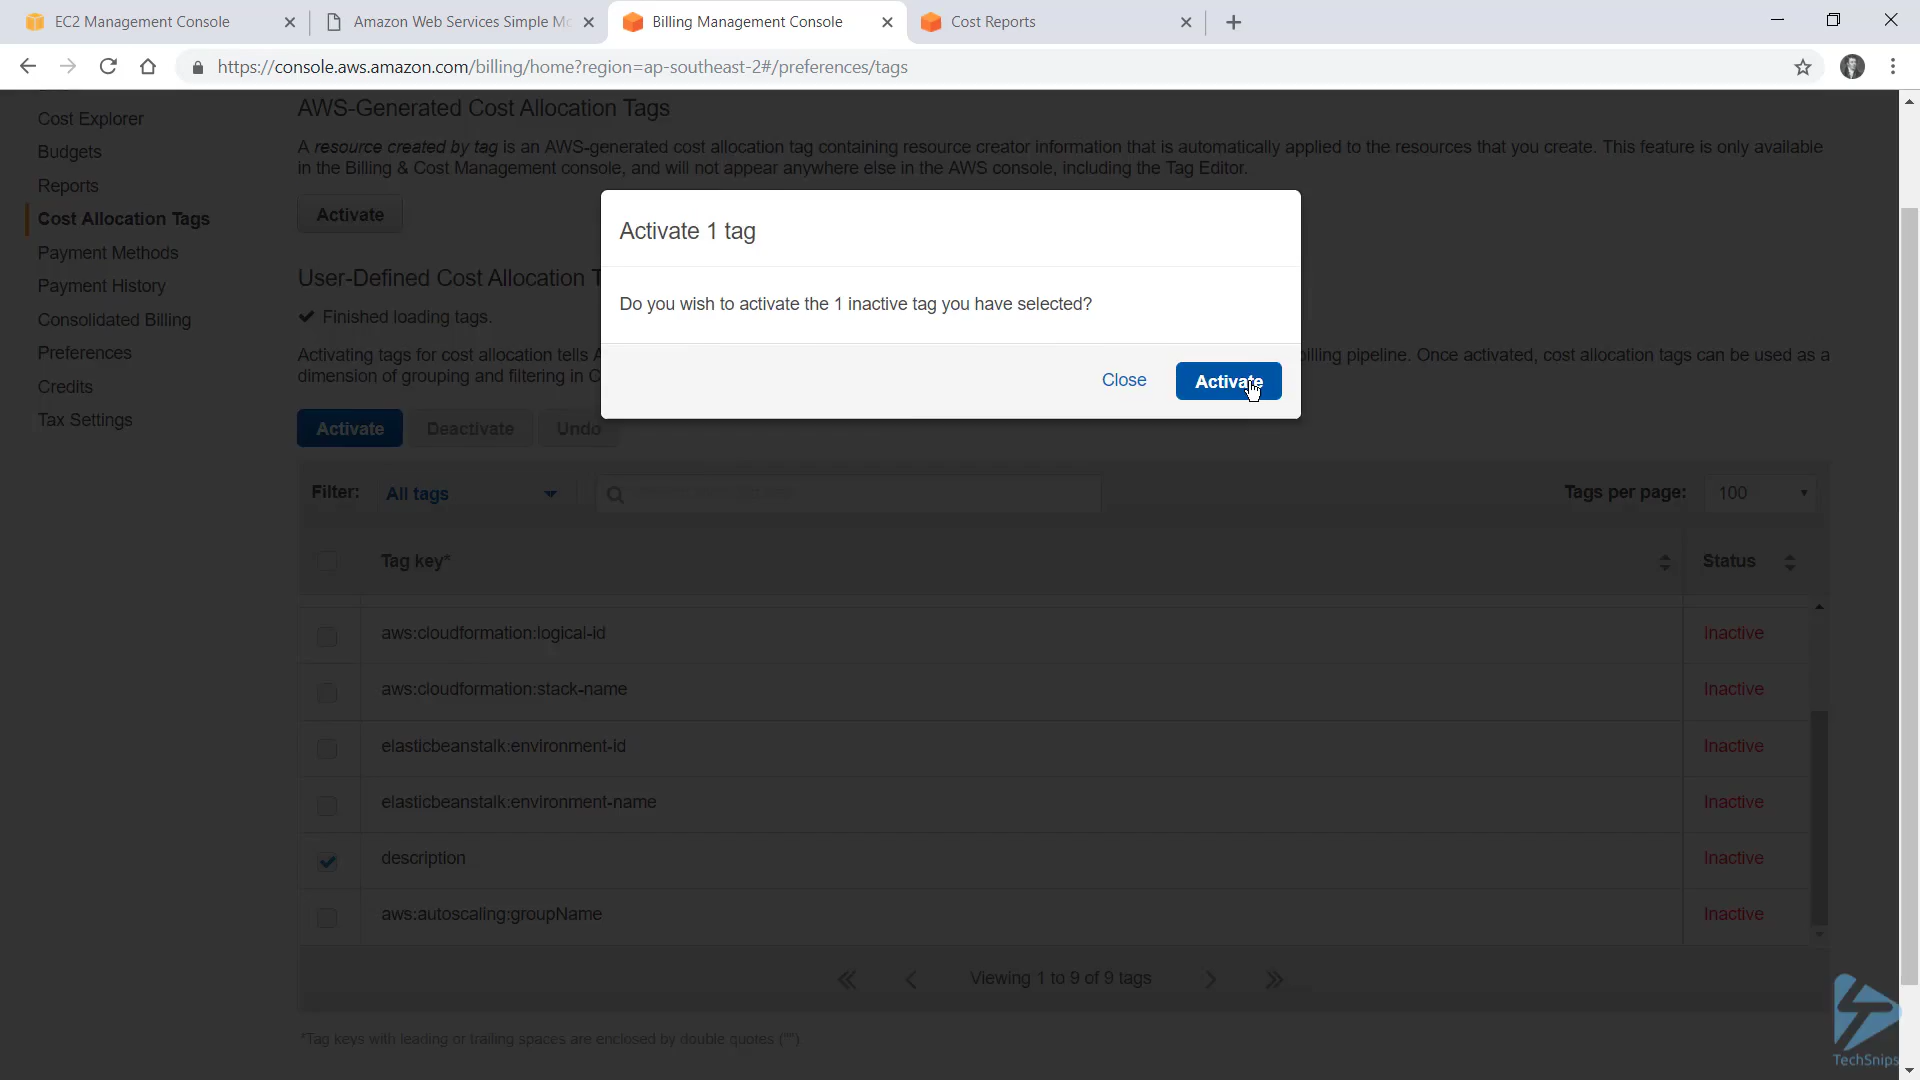 EC2 Management Console
Amazon Web Services Simple Mo
Billing Management Console
Cost Reports
https://console.aws.amazon.com/billing/home?region=ap-southeast-2#/preferences/tags
Cost Explorer
Budgets
Reports
Cost Allocation Tags
Payment Methods
Payment History
Consolidated Billing
Preferences
Credits
Tax Settings
AWS-Generated Cost Allocation Tags
A resource created by tag is an AWS-generated cost allocation tag containing resource creator information that is automatically applied to the resources that you create. This feature is only available
in the Billing & Cost Management console, and will not appear anywhere else in the AWS console, including the Tag Editor.
Activate
User-Defined Cost Allocation T
Finished loading tags.
Activating tags for cost allocation tells A
illing pipeline. Once activated, cost allocation tags can be used as a
dimension of grouping and filtering in C
Activate 1 tag
Do you wish to activate the 1 inactive tag you have selected?
Close
Activate
Activate
Deactivate
Undo
Filter:
All tags
Tags per page:
100
Tag key*
Status
aws:cloudformation:logical-id
Inactive
aws:cloudformation:stack-name
Inactive
elasticbeanstalk:environment-id
Inactive
elasticbeanstalk:environment-name
Inactive
description
Inactive
aws:autoscaling:groupName
Inactive
Viewing 1 to 9 of 9 tags
*Tag keys with leading or trailing spaces are enclosed by double quotes ("")
TechSnips